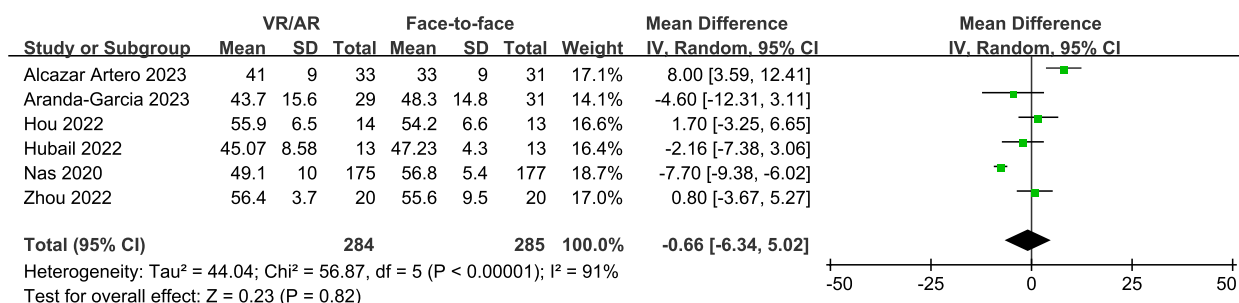 VR/AR Face-to-face Mean Difference Mean Difference
Study or Subgroup Mean SD Total Mean SD Total Weight IV, Random, 95% CI IV, Random, 95% CI
Alcazar Artero 2023 41 9 33 33 9 31 17.1% 8.00 [3.59, 12.41]
Aranda-Garcia 2023 43.7 15.6 29 48.3 14.8 31 14.1% -4.60 [-12.31, 3.11]
Hou 2022 55.9 6.5 14 54.2 6.6 13 16.6% 1.70 [-3.25, 6.65]
Hubail 2022 45.07 8.58 13 47.23 4.3 13 16.4% -2.16 [-7.38, 3.06]
Nas 2020 49.1 10 175 56.8 5.4 177 18.7% -7.70 [-9.38, -6.02]
Zhou 2022 56.4 3.7 20 55.6 9.5 20 17.0% 0.80 [-3.67, 5.27]
Total (95% CI) 284 285 100.0% -0.66 [-6.34, 5.02]
Heterogeneity: Tau² = 44.04; Chi² = 56.87, df = 5 (P < 0.00001); I² = 91%
Test for overall effect: Z = 0.23 (P = 0.82)
-50 -25 0 25 50